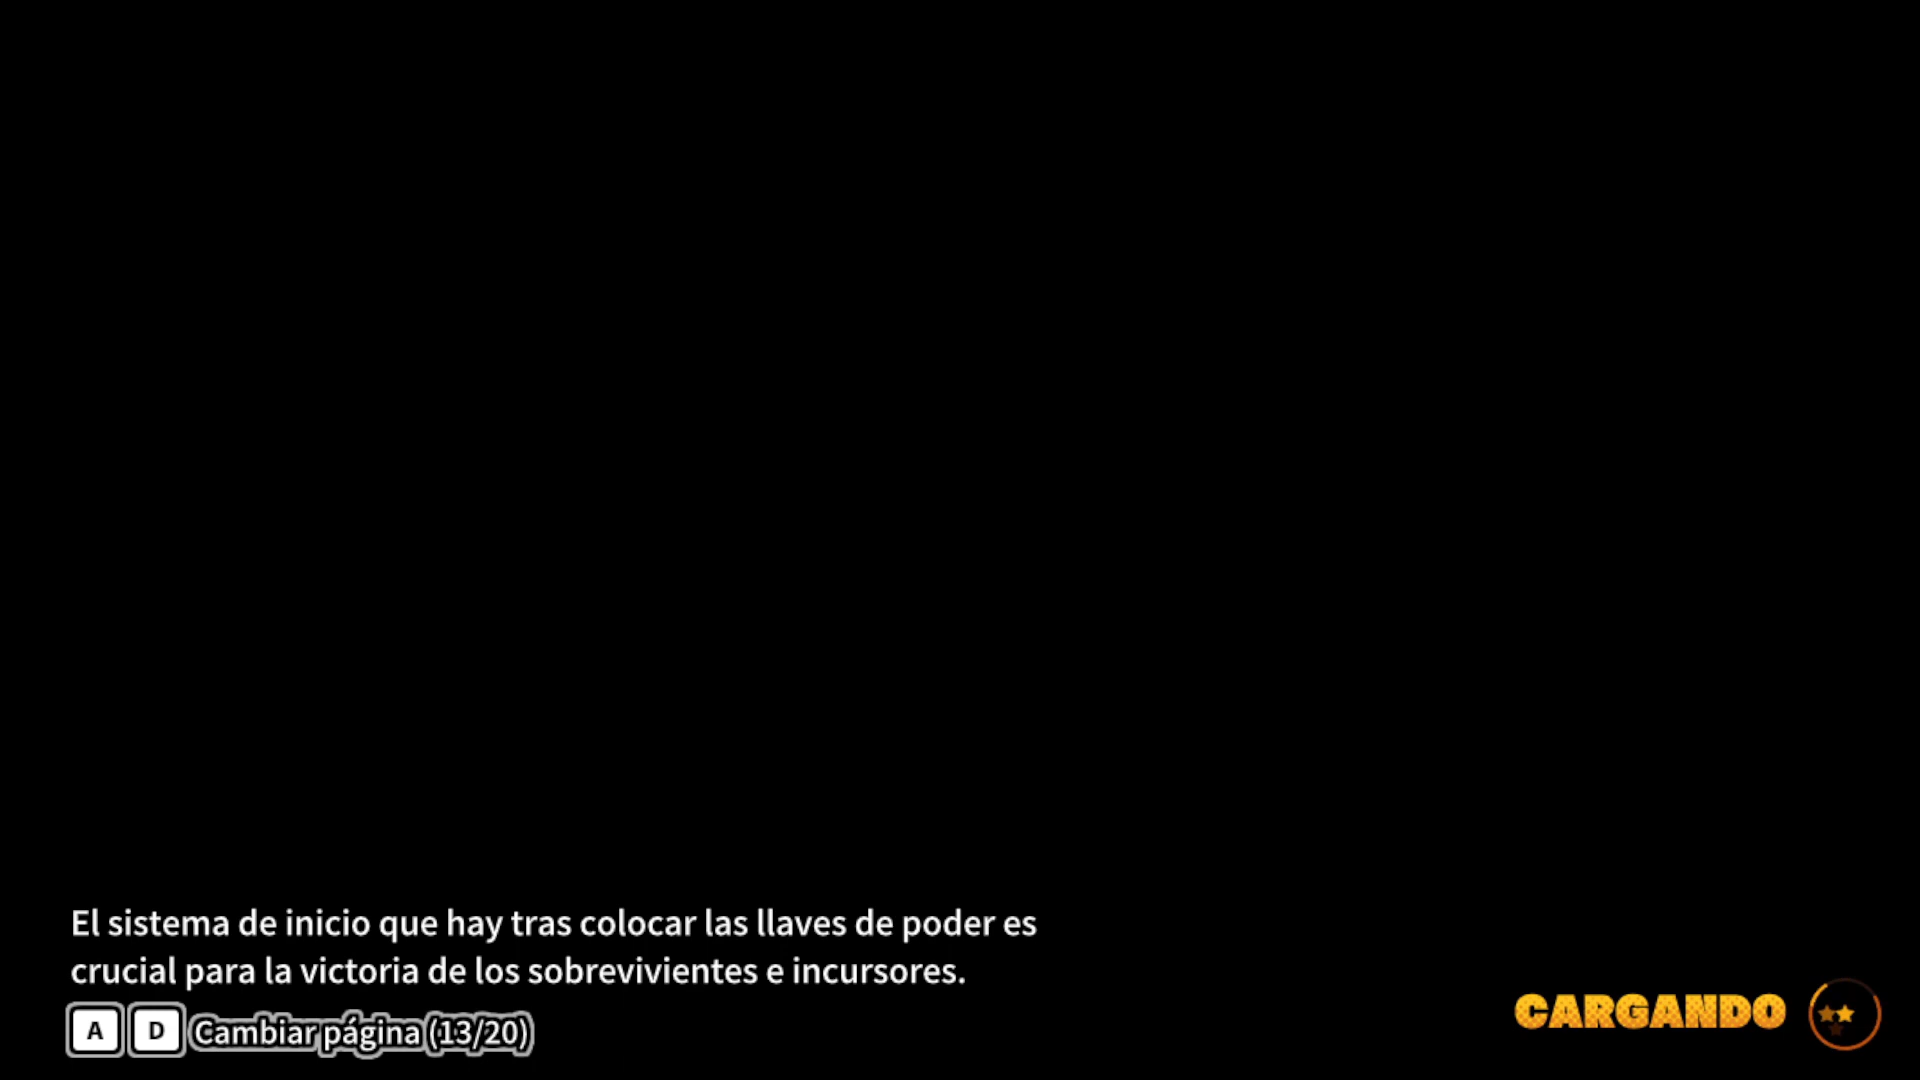 El sistema de inicio que hay tras colocar las llaves de poder es
crucial para la victoria de los sobrevivientes e incursores.
A D Cambiar página (13/20)
CARGANDO